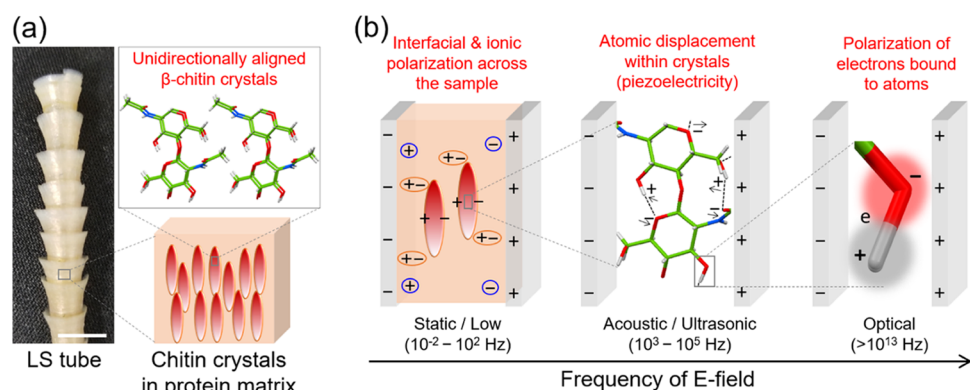 (a)
Unidirectionally aligned
β-chitin crystals
LS tube
Chitin crystals
in protein matrix
(b)
Interfacial & ionic
polarization across
the sample
Atomic displacement
within crystals
(piezoelectricity)
Polarization of
electrons bound
to atoms
e
Static / Low
(10⁻² – 10² Hz)
Acoustic / Ultrasonic
(10³ – 10⁵ Hz)
Optical
(>10¹³ Hz)
Frequency of E-field